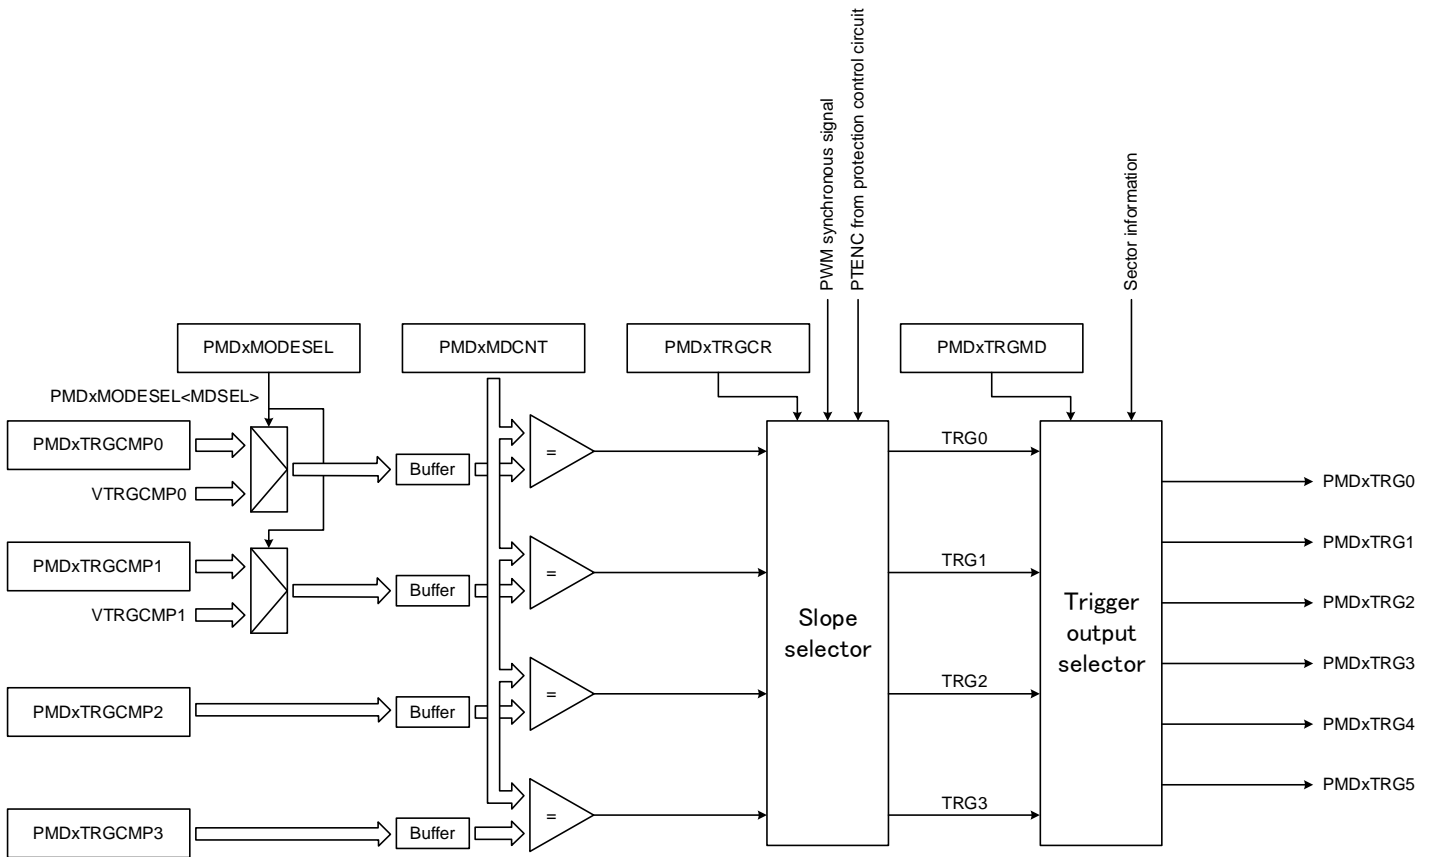 PWM synchronous signal
PTENC from protection control circuit
Sector information
PMDxMODESEL
PMDxMDCNT
PMDxTRGCR
PMDxTRGMD
PMDxMODESEL<MDSEL>
PMDxTRGCMP0
VTRGCMP0
Buffer
=
TRG0
PMDxTRG0
PMDxTRGCMP1
VTRGCMP1
Buffer
=
TRG1
PMDxTRG1
Slope
selector
Trigger
output
selector
PMDxTRG2
PMDxTRG3
PMDxTRGCMP2
Buffer
=
TRG2
PMDxTRG4
PMDxTRG5
PMDxTRGCMP3
Buffer
=
TRG3